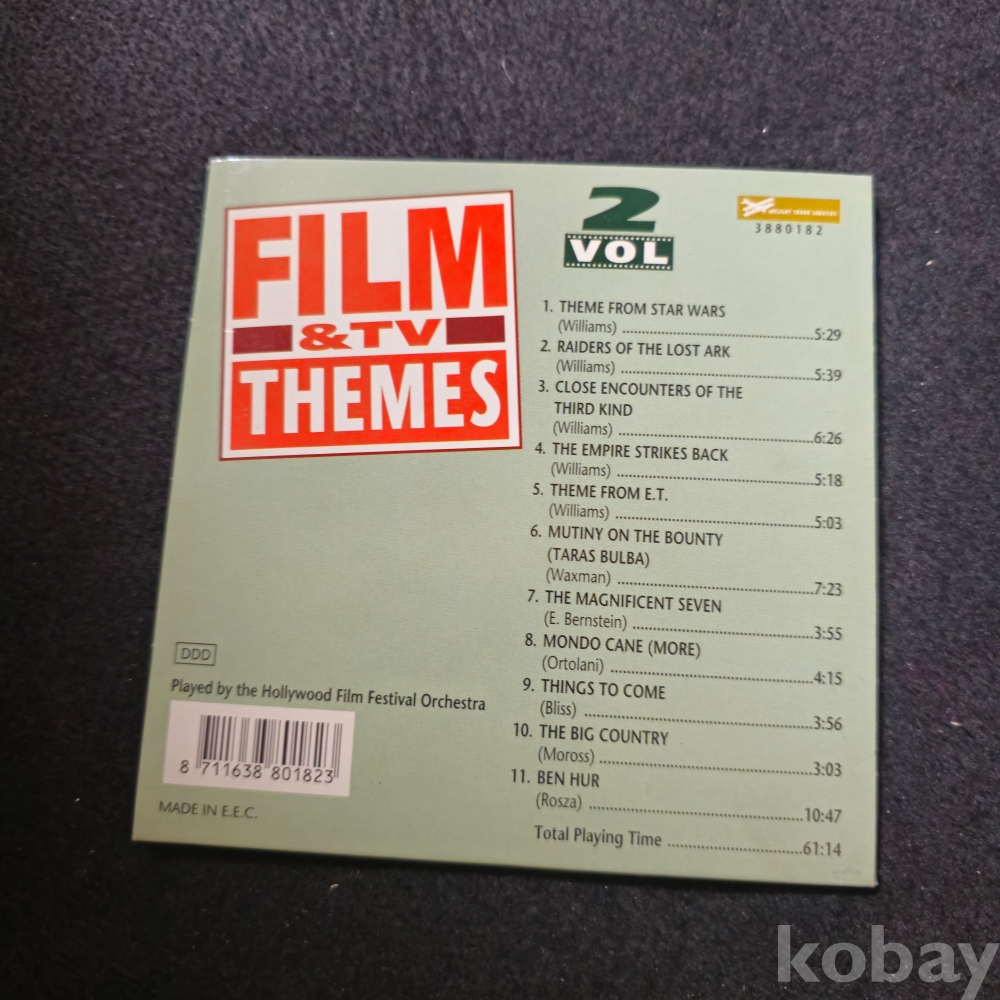 FILM
& TV
THEMES
2
VOL
3880182
1. THEME FROM STAR WARS
(Williams) ........................................5:29
2. RAIDERS OF THE LOST ARK
(Williams) ........................................5:39
3. CLOSE ENCOUNTERS OF THE
THIRD KIND
(Williams) ........................................6:26
4. THE EMPIRE STRIKES BACK
(Williams) ........................................5:18
5. THEME FROM E.T.
(Williams) ........................................5:03
6. MUTINY ON THE BOUNTY
(TARAS BULBA)
(Waxman) ........................................7:23
7. THE MAGNIFICENT SEVEN
(E. Bernstein) ........................................3:55
8. MONDO CANE (MORE)
(Ortolani) ........................................4:15
9. THINGS TO COME
(Bliss) ........................................3:56
10. THE BIG COUNTRY
(Moross) ........................................3:03
11. BEN HUR
(Rosza) ........................................10:47
Total Playing Time ........................................61:14
DDD
Played by the Hollywood Film Festival Orchestra
8 711638 801823
MADE IN E.E.C.
kobay